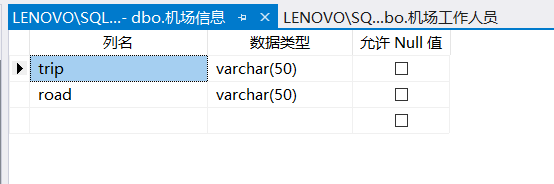 LENOVO\SQL...- dbo.机场信息 LENOVO\SQ...bo.机场工作人员
列名 数据类型 允许 Null 值
trip varchar(50)
road varchar(50)